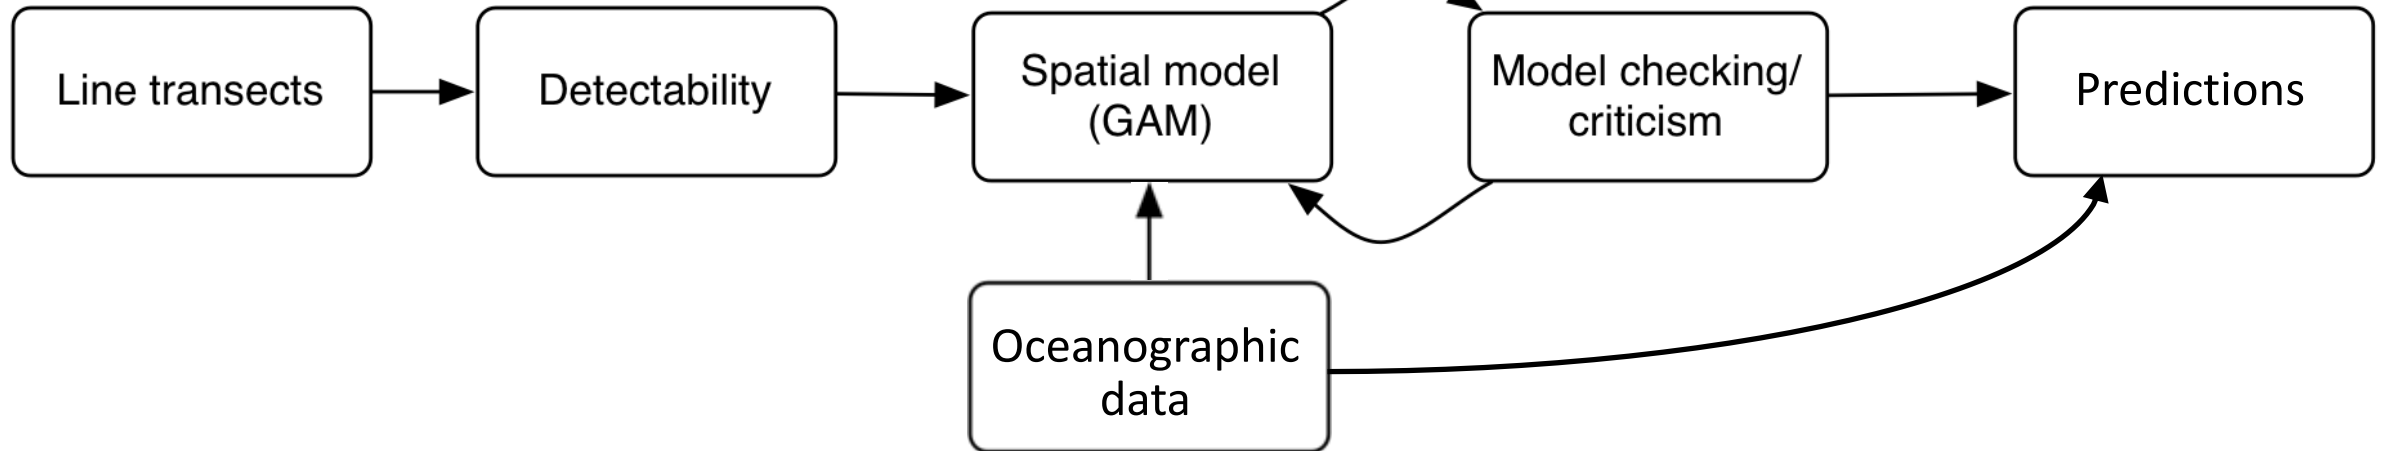 Line transects
Detectability
Spatial model
(GAM)
Model checking/
criticism
Predictions
Oceanographic
data